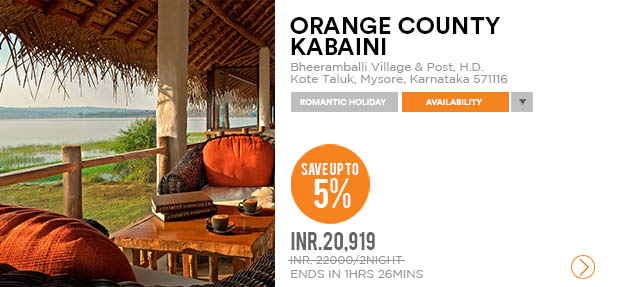 ORANGE COUNTY
KABAINI
Bheeramballi Village & Post, H.D.
Kote Taluk, Mysore, Karnataka 571116
ROMANTIC HOLIDAY
AVAILABILITY
SAVE UP TO
5%
INR.20,919
INR. 22000/2NIGHT
ENDS IN 1HRS 26MINS